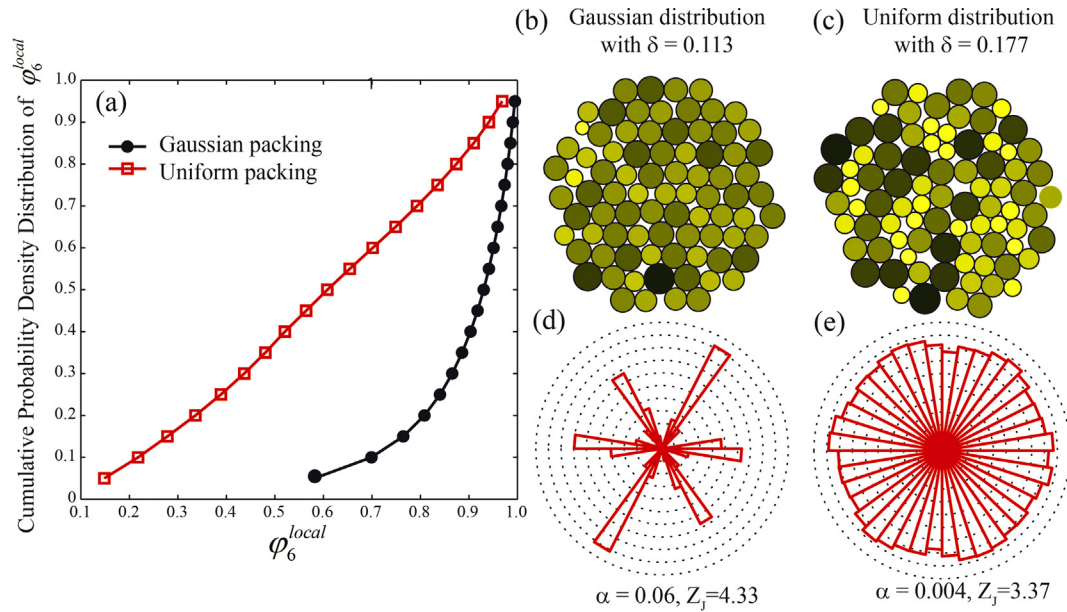 (a)
Cumulative Probability Density Distribution of φ₆ˡᵒᶜᵃˡ
1.0
0.9
0.8
0.7
0.6
0.5
0.4
0.3
0.2
0.1
0
0.1 0.2 0.3 0.4 0.5 0.6 0.7 0.8 0.9 1.0
φ₆ˡᵒᶜᵃˡ
Gaussian packing
Uniform packing
(b) Gaussian distribution
with δ = 0.113
(c) Uniform distribution
with δ = 0.177
(d)
α = 0.06, Z_J=4.33
(e)
α = 0.004, Z_J=3.37